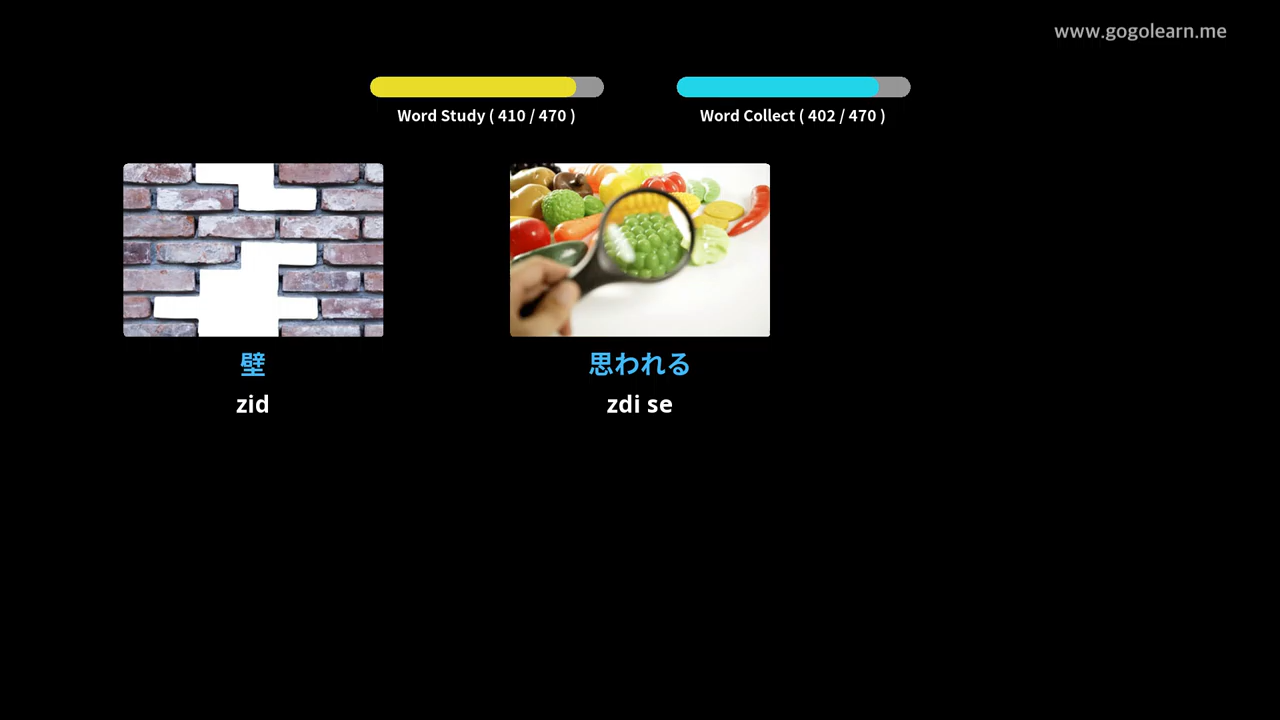 www.gogolearn.me
Word Study ( 410 / 470 )
Word Collect ( 402 / 470 )
壁
zid
思われる
zdi se